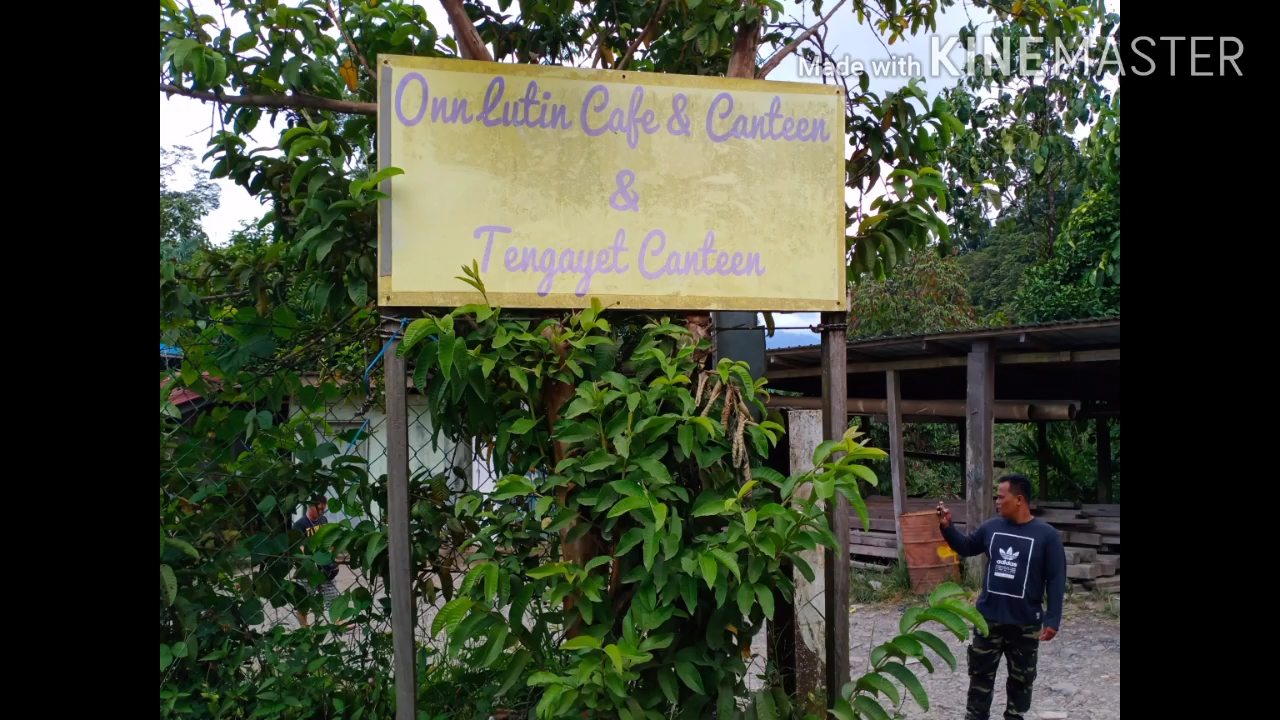 Made with KINEMASTER
Onn Lutin Cafe & Canteen
&
Tengayet Canteen
adidas